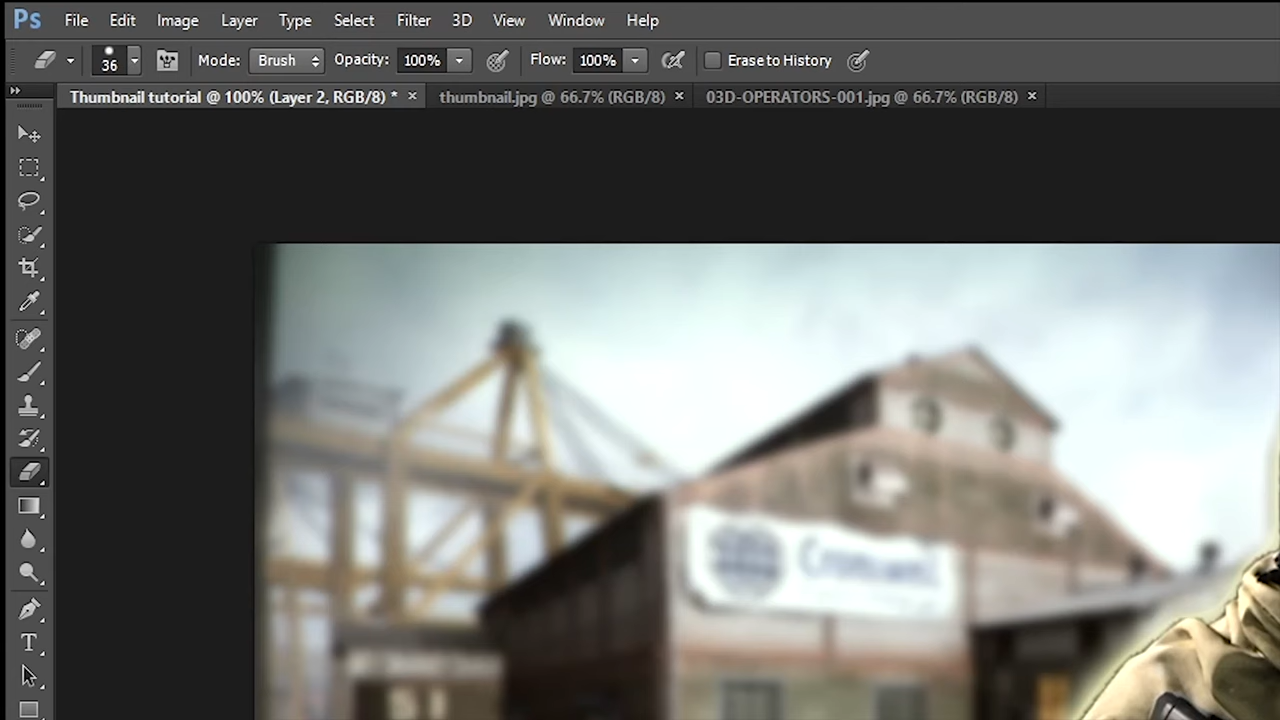 Ps File Edit Image Layer Type Select Filter 3D View Window Help
36 Mode: Brush Opacity: 100% Flow: 100% Erase to History
Thumbnail tutorial @ 100% (Layer 2, RGB/8) * × thumbnail.jpg @ 66.7% (RGB/8) × 03D-OPERATORS-001.jpg @ 66.7% (RGB/8) ×
Cromwell
T